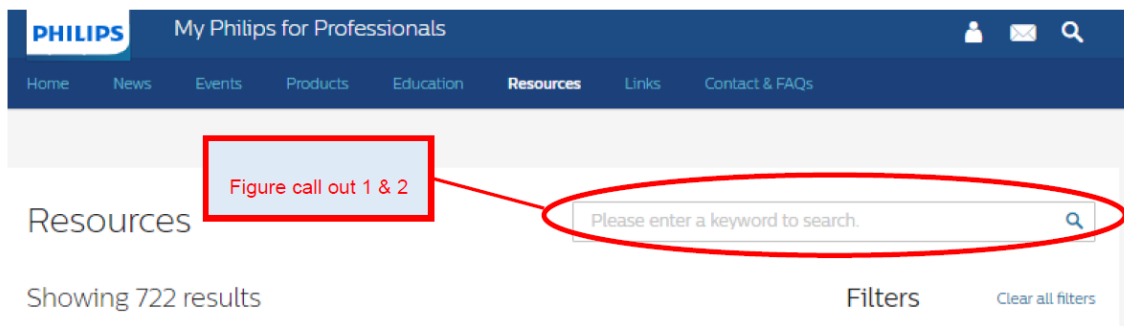 PHILIPS
My Philips for Professionals
Home News Events Products Education Resources Links Contact & FAQs
Figure call out 1 & 2
Resources
Please enter a keyword to search.
Showing 722 results
Filters
Clear all filters